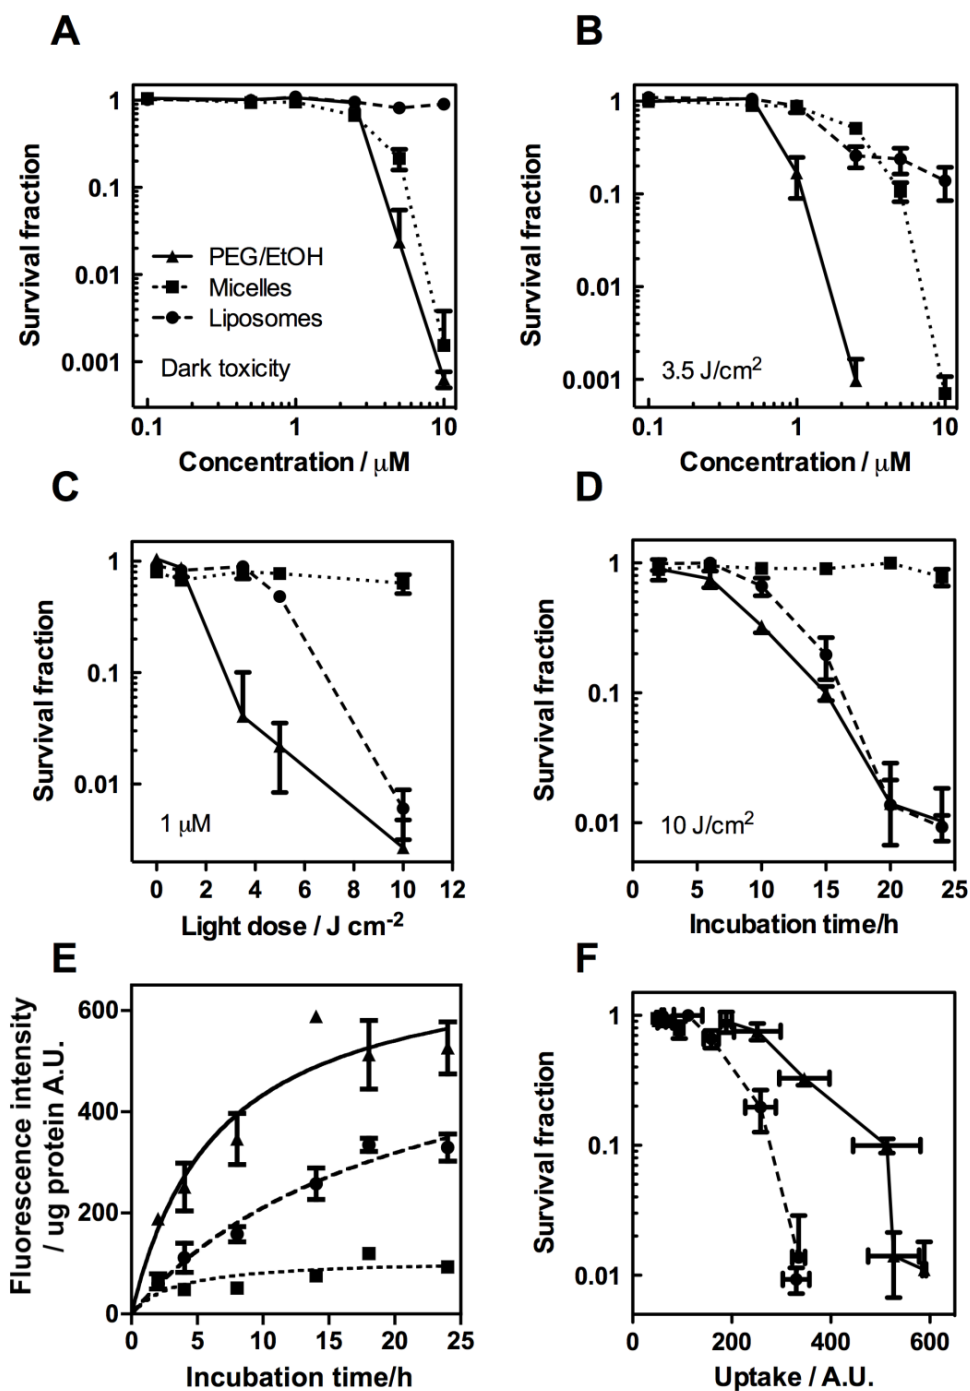 A
Survival fraction
1
0.1
0.01
0.001
PEG/EtOH
Micelles
Liposomes
Dark toxicity
0.1
1
10
Concentration / μM
B
Survival fraction
1
0.1
0.01
0.001
3.5 J/cm²
0.1
1
10
Concentration / μM
C
Survival fraction
1
0.1
0.01
1 μM
0
2
4
6
8
10
12
Light dose / J cm⁻²
D
Survival fraction
1
0.1
0.01
10 J/cm²
0
5
10
15
20
25
Incubation time/h
E
Fluorescence intensity
/ ug protein A.U.
600
400
200
0
0
5
10
15
20
25
Incubation time/h
F
Survival fraction
1
0.1
0.01
0
200
400
600
Uptake / A.U.